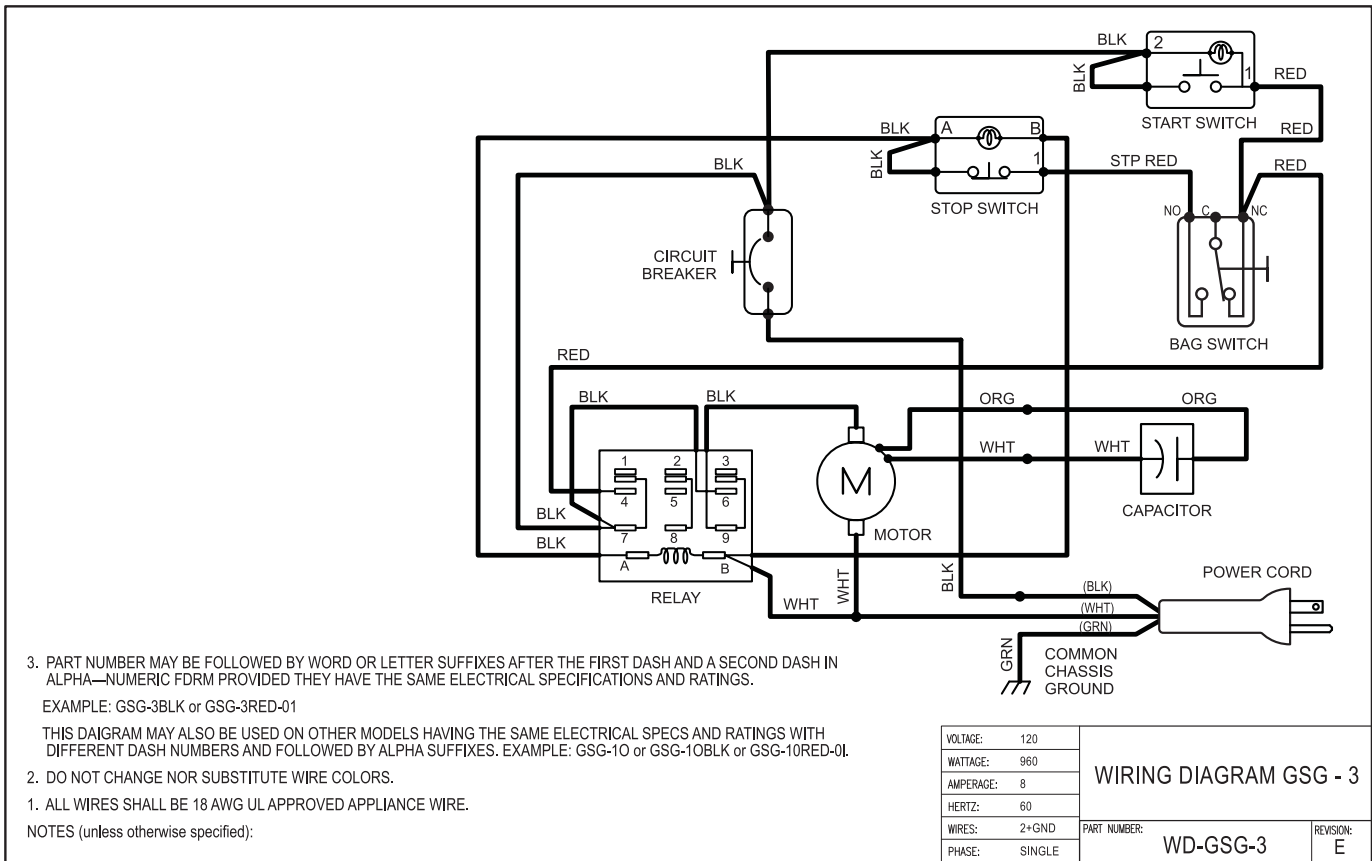 BLK
2
BLK
1
RED
START SWITCH
RED
BLK
A
B
BLK
1
STP RED
RED
STOP SWITCH
BLK
NO
C
NC
CIRCUIT
BREAKER
BAG SWITCH
RED
BLK
BLK
ORG
ORG
WHT
WHT
1
2
3
4
5
6
M
CAPACITOR
BLK
7
8
9
MOTOR
BLK
A
B
RELAY
WHT
WHT
BLK
POWER CORD
(BLK)
(WHT)
(GRN)
GRN
COMMON
CHASSIS
GROUND
3. PART NUMBER MAY BE FOLLOWED BY WORD OR LETTER SUFFIXES AFTER THE FIRST DASH AND A SECOND DASH IN
ALPHA—NUMERIC FDRM PROVIDED THEY HAVE THE SAME ELECTRICAL SPECIFICATIONS AND RATINGS.
EXAMPLE: GSG-3BLK or GSG-3RED-01
THIS DAIGRAM MAY ALSO BE USED ON OTHER MODELS HAVING THE SAME ELECTRICAL SPECS AND RATINGS WITH
DIFFERENT DASH NUMBERS AND FOLLOWED BY ALPHA SUFFIXES. EXAMPLE: GSG-1O or GSG-1OBLK or GSG-10RED-0I.
2. DO NOT CHANGE NOR SUBSTITUTE WIRE COLORS.
1. ALL WIRES SHALL BE 18 AWG UL APPROVED APPLIANCE WIRE.
NOTES (unless otherwise specified):
VOLTAGE: 120
WATTAGE: 960
AMPERAGE: 8
HERTZ: 60
WIRES: 2+GND
PHASE: SINGLE
WIRING DIAGRAM GSG - 3
PART NUMBER:
WD-GSG-3
REVISION:
E